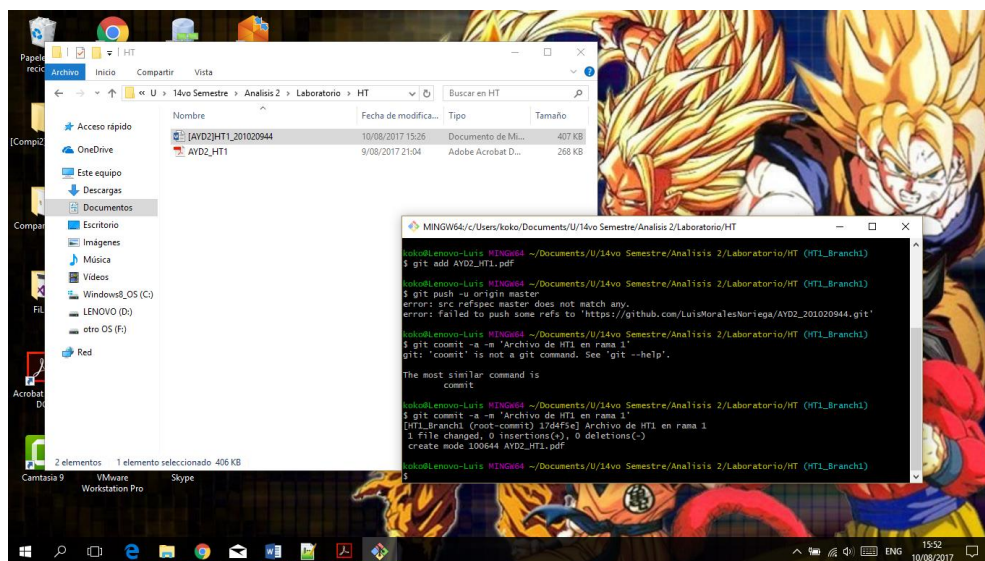 Papele
recic
[Compi2
Compar
FiL
Acrobat
DC
Camtasia 9
VMware
Workstation Pro
Skype
HT
Archivo Inicio Compartir Vista
« U › 14vo Semestre › Analisis 2 › Laboratorio › HT
Buscar en HT
Nombre Fecha de modifica... Tipo Tamaño
[AYD2]HT1_201020944 10/08/2017 15:26 Documento de Mi... 407 KB
AYD2_HT1 9/08/2017 21:04 Adobe Acrobat D... 268 KB
Acceso rápido
OneDrive
Este equipo
Descargas
Documentos
Escritorio
Imágenes
Música
Vídeos
Windows8_OS (C:)
LENOVO (D:)
otro OS (F:)
Red
2 elementos 1 elemento seleccionado 406 KB
MINGW64:/c/Users/koko/Documents/U/14vo Semestre/Analisis 2/Laboratorio/HT
koko@Lenovo-Luis MINGW64 ~/Documents/U/14vo Semestre/Analisis 2/Laboratorio/HT (HT1_Branch1)
$ git add AYD2_HT1.pdf
koko@Lenovo-Luis MINGW64 ~/Documents/U/14vo Semestre/Analisis 2/Laboratorio/HT (HT1_Branch1)
$ git push -u origin master
error: src refspec master does not match any.
error: failed to push some refs to 'https://github.com/LuisMoralesNoriega/AYD2_201020944.git'
koko@Lenovo-Luis MINGW64 ~/Documents/U/14vo Semestre/Analisis 2/Laboratorio/HT (HT1_Branch1)
$ git coomit -a -m 'Archivo de HT1 en rama 1'
git: 'coomit' is not a git command. See 'git --help'.
The most similar command is
commit
koko@Lenovo-Luis MINGW64 ~/Documents/U/14vo Semestre/Analisis 2/Laboratorio/HT (HT1_Branch1)
$ git commit -a -m 'Archivo de HT1 en rama 1'
[HT1_Branch1 (root-commit) 17d4f5e] Archivo de HT1 en rama 1
1 file changed, 0 insertions(+), 0 deletions(-)
create mode 100644 AYD2_HT1.pdf
koko@Lenovo-Luis MINGW64 ~/Documents/U/14vo Semestre/Analisis 2/Laboratorio/HT (HT1_Branch1)
$
ENG
15:52
10/08/2017